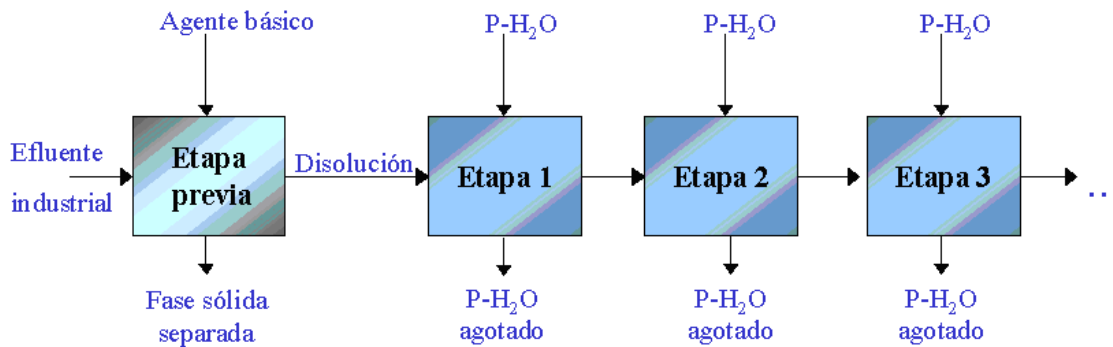 Agente básico
P-H₂O
P-H₂O
P-H₂O
Efluente
industrial
Etapa
previa
Disolución
Etapa 1
Etapa 2
Etapa 3
..
Fase sólida
separada
P-H₂O
agotado
P-H₂O
agotado
P-H₂O
agotado